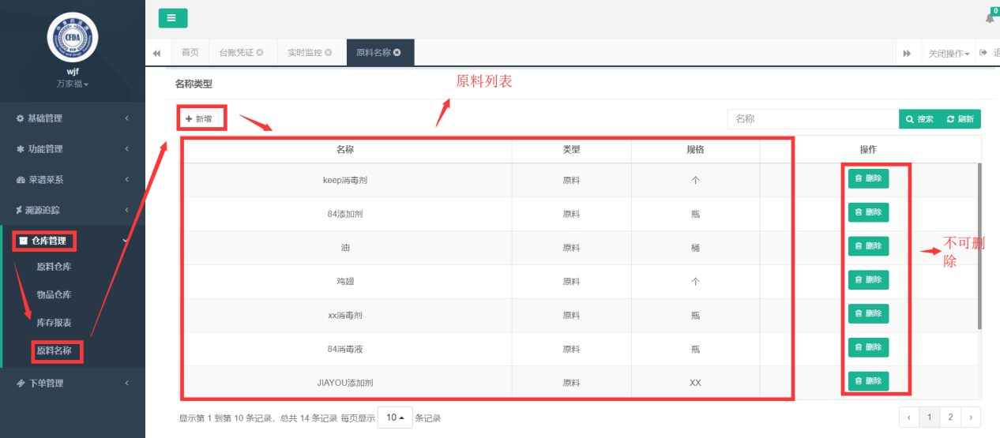 CFDA
0
wjf
万家福
首页
台账凭证
实时监控
原料名称
关闭操作
名称类型
原料列表
基础管理
新增
名称
搜索
刷新
功能管理
名称 类型 规格 操作
菜谱菜系
keep消毒剂 原料 个 删除
溯源追踪
84添加剂 原料 瓶 删除
仓库管理
油 原料 桶 删除
不可删
除
原料仓库
鸡翅 原料 个 删除
物品仓库
xx消毒剂 原料 瓶 删除
库存报表
84消毒液 原料 瓶 删除
原料名称
JIAYOU添加剂 原料 XX 删除
下单管理
显示第 1 到第 10 条记录，总共 14 条记录 每页显示 10 条记录
‹ 1 2 ›